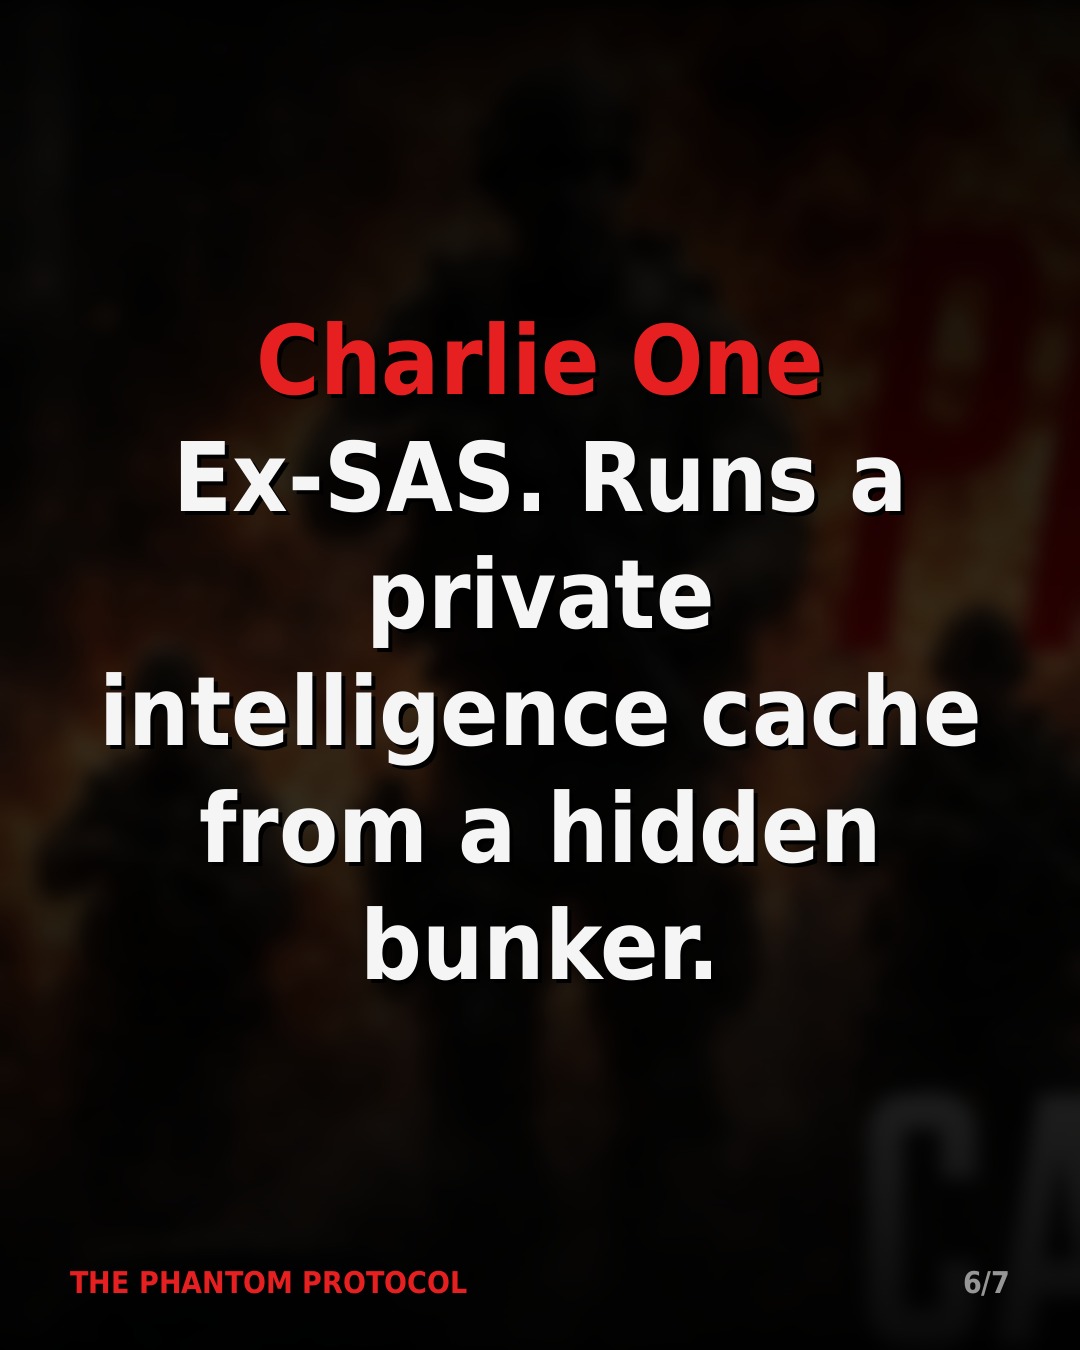 Charlie One
Ex-SAS. Runs a
private
intelligence cache
from a hidden
bunker.
THE PHANTOM PROTOCOL
6/7